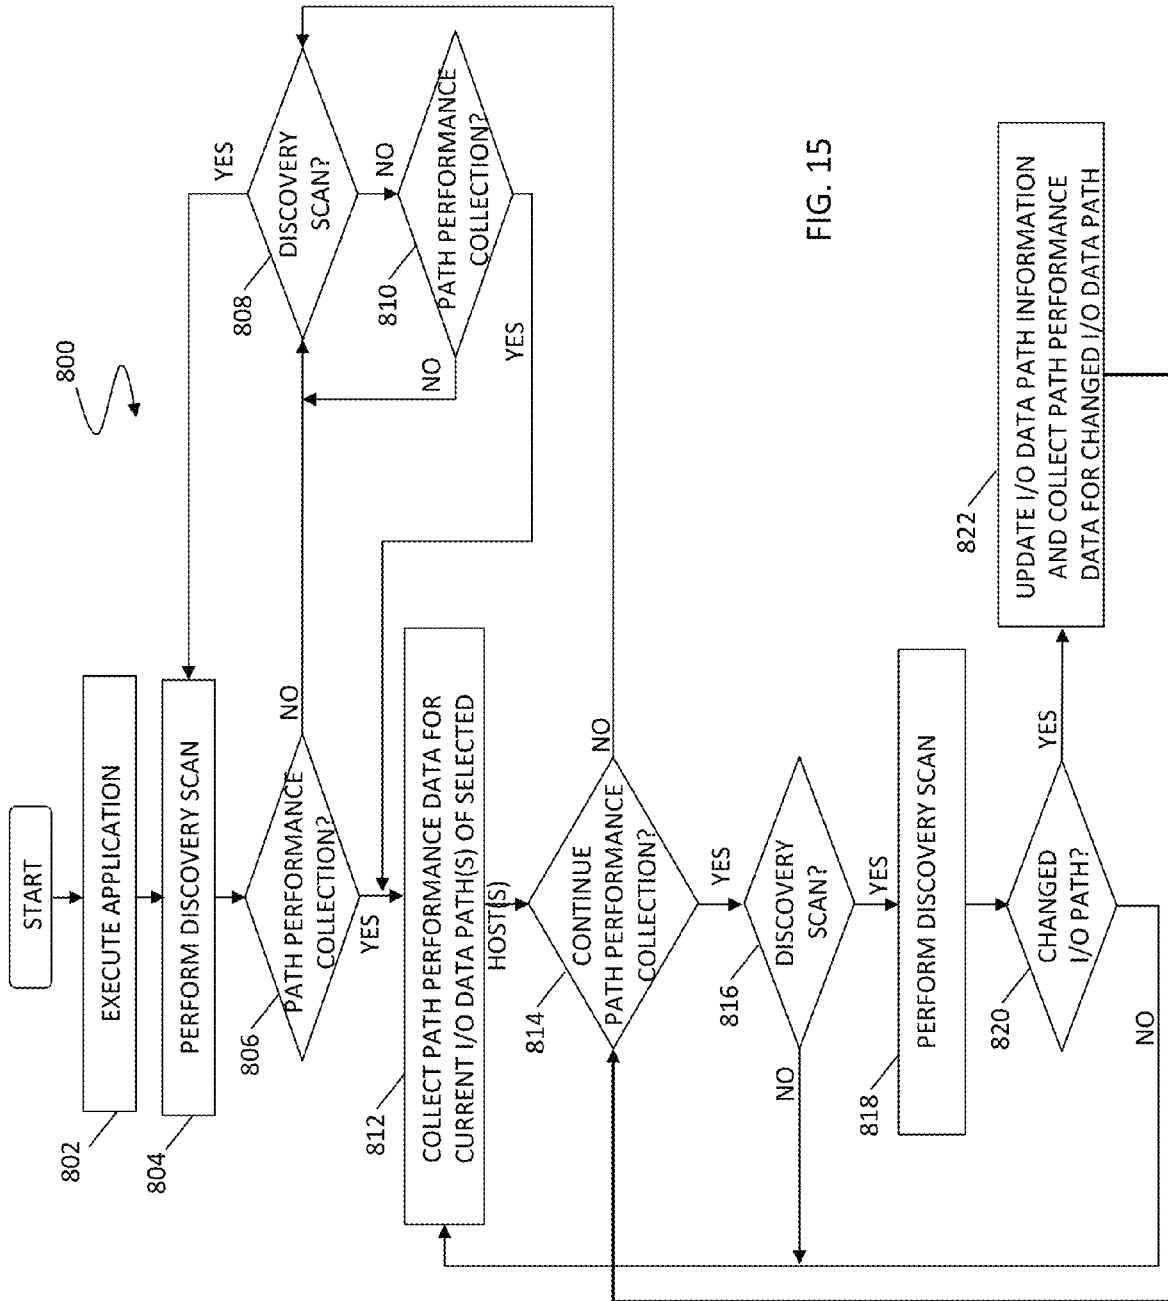 800
START
EXECUTE APPLICATION
802
PERFORM DISCOVERY SCAN
804
PATH PERFORMANCE
COLLECTION?
806
NO
YES
DISCOVERY
SCAN?
808
YES
NO
PATH PERFORMANCE
COLLECTION?
810
NO
YES
COLLECT PATH PERFORMANCE DATA FOR
CURRENT I/O DATA PATH(S) OF SELECTED
HOST(S)
812
CONTINUE
PATH PERFORMANCE
COLLECTION?
814
NO
YES
DISCOVERY
SCAN?
816
NO
YES
PERFORM DISCOVERY SCAN
818
CHANGED
I/O PATH?
820
YES
NO
UPDATE I/O DATA PATH INFORMATION
AND COLLECT PATH PERFORMANCE
DATA FOR CHANGED I/O DATA PATH
822
FIG. 15